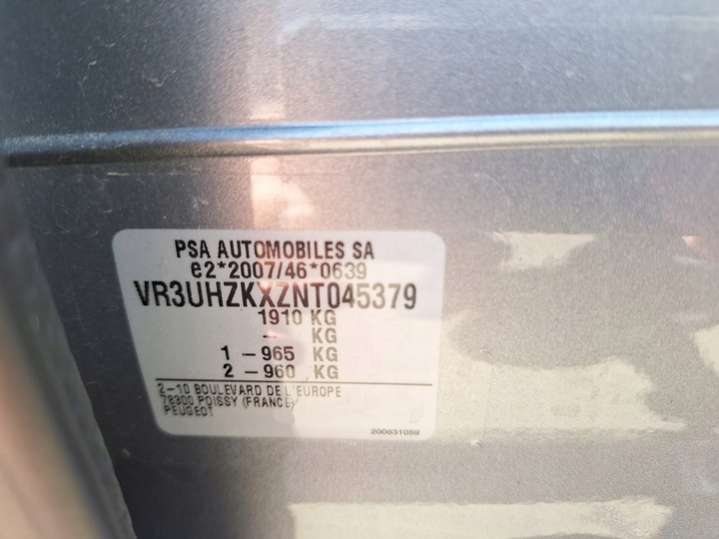 PSA AUTOMOBILES SA
e2*2007/46*0639
VR3UHZKXZNT045379
1910 KG
- KG
1 - 965 KG
2 - 960 KG
2-10 BOULEVARD DE L'EUROPE
78300 POISSY (FRANCE)
PEUGEOT